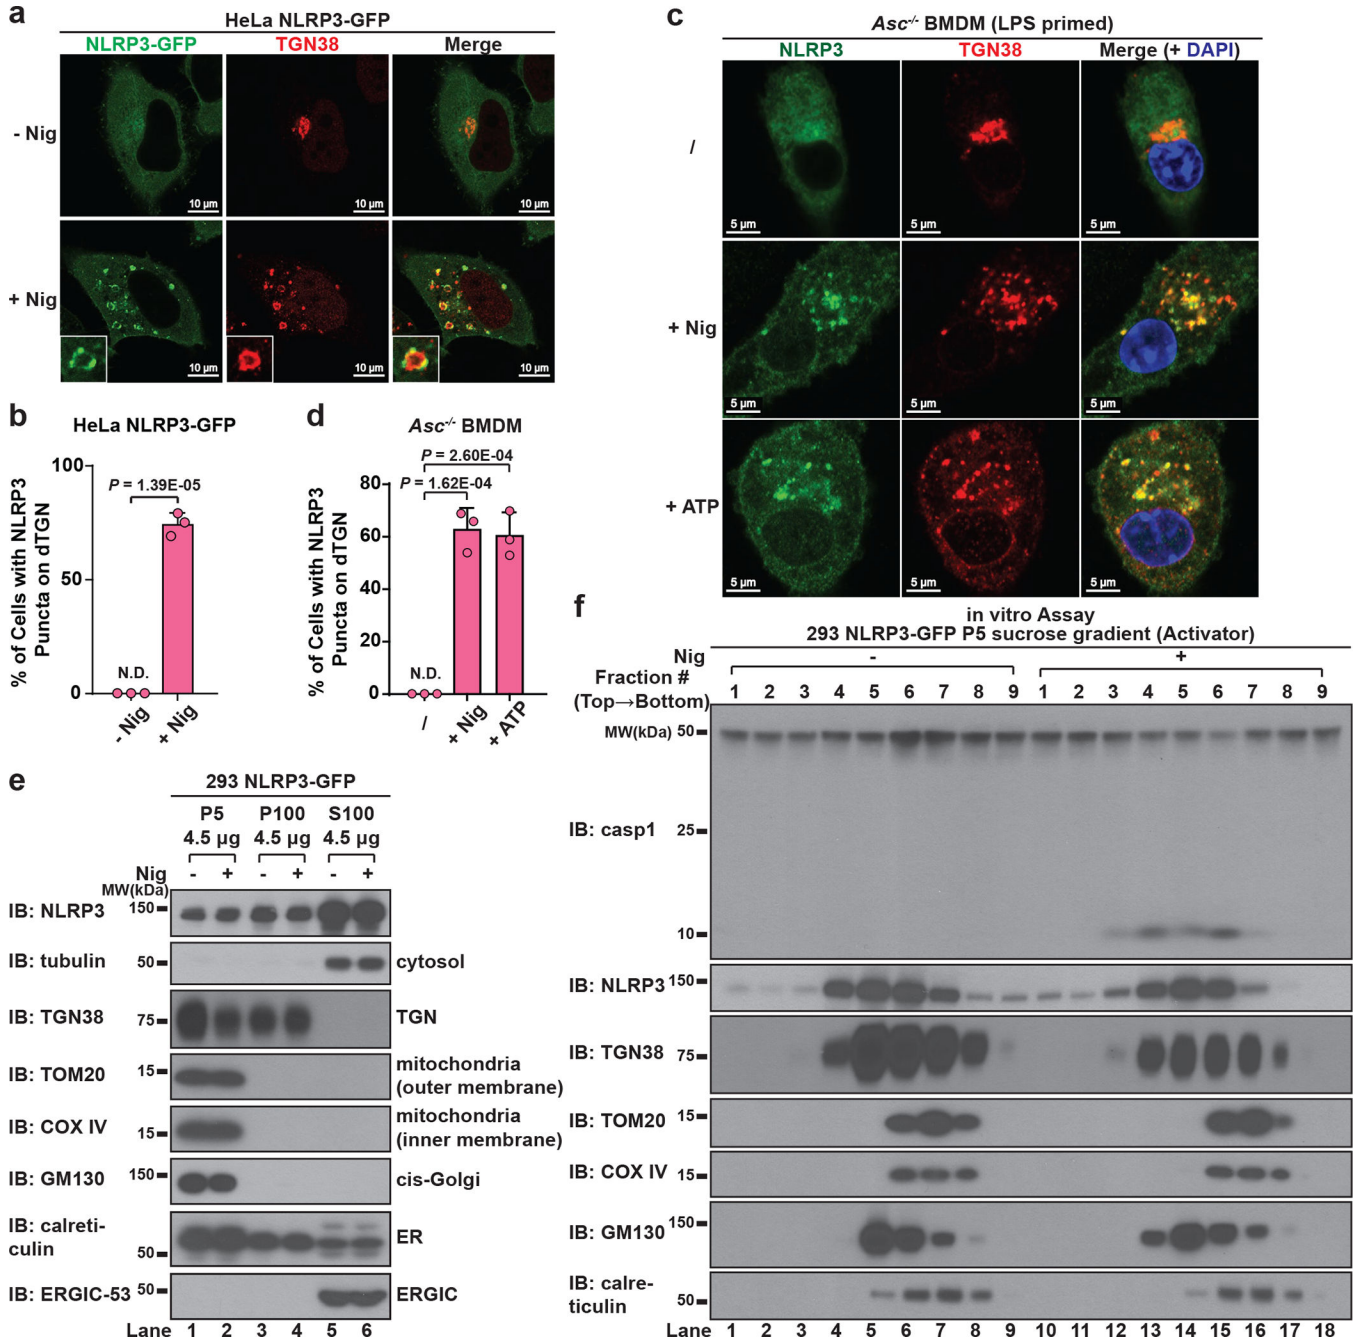 a
HeLa NLRP3-GFP
NLRP3-GFP TGN38 Merge
- Nig
10 µm 10 µm 10 µm
+ Nig
10 µm 10 µm 10 µm
b
HeLa NLRP3-GFP
% of Cells with NLRP3
Puncta on dTGN
100
50
0
P = 1.39E-05
N.D.
- Nig + Nig
c
Asc-/- BMDM (LPS primed)
NLRP3 TGN38 Merge (+ DAPI)
/
5 µm 5 µm 5 µm
+ Nig
5 µm 5 µm 5 µm
+ ATP
5 µm 5 µm 5 µm
d
Asc-/- BMDM
% of Cells with NLRP3
Puncta on dTGN
80
60
40
20
0
P = 2.60E-04
P = 1.62E-04
N.D.
/ + Nig + ATP
e
293 NLRP3-GFP
P5 P100 S100
4.5 µg 4.5 µg 4.5 µg
Nig - + - + - +
MW(kDa)
IB: NLRP3 150
IB: tubulin 50 cytosol
IB: TGN38 75 TGN
IB: TOM20 15 mitochondria
(outer membrane)
IB: COX IV 15 mitochondria
(inner membrane)
IB: GM130 150 cis-Golgi
IB: calreti-
culin 50 ER
IB: ERGIC-53 50 ERGIC
Lane 1 2 3 4 5 6
f
in vitro Assay
293 NLRP3-GFP P5 sucrose gradient (Activator)
Nig - +
Fraction #
(Top→Bottom)
1 2 3 4 5 6 7 8 9 1 2 3 4 5 6 7 8 9
MW(kDa) 50
IB: casp1 25
10
IB: NLRP3 150
IB: TGN38 75
IB: TOM20 15
IB: COX IV 15
IB: GM130 150
IB: calre-
ticulin 50
Lane 1 2 3 4 5 6 7 8 9 10 11 12 13 14 15 16 17 18